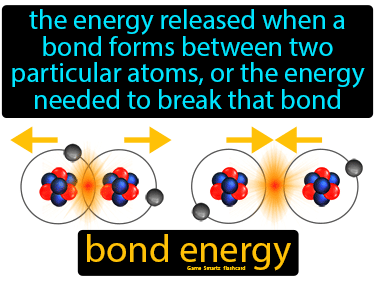 the energy released when a
bond forms between two
particular atoms, or the energy
needed to break that bond
bond energy
Game Smartz flashcard